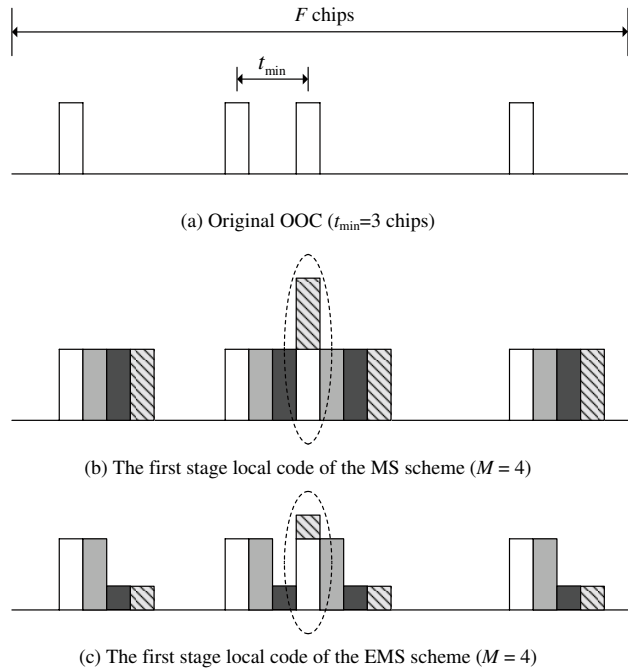 F chips
t_min
(a) Original OOC (t_min=3 chips)
(b) The first stage local code of the MS scheme (M = 4)
(c) The first stage local code of the EMS scheme (M = 4)